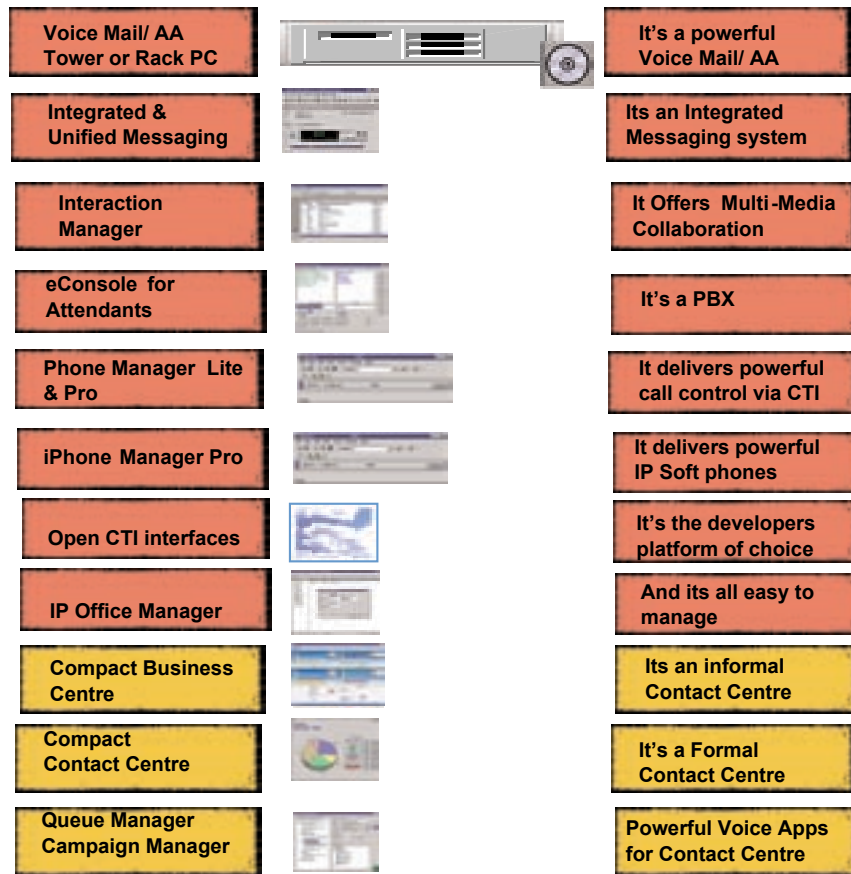 Voice Mail/ AA
Tower or Rack PC
It's a powerful
Voice Mail/ AA
Integrated &
Unified Messaging
Its an Integrated
Messaging system
Interaction
Manager
It Offers Multi-Media
Collaboration
eConsole for
Attendants
It's a PBX
Phone Manager Lite
& Pro
It delivers powerful
call control via CTI
iPhone Manager Pro
It delivers powerful
IP Soft phones
Open CTI interfaces
It's the developers
platform of choice
IP Office Manager
And its all easy to
manage
Compact Business
Centre
Its an informal
Contact Centre
Compact
Contact Centre
It's a Formal
Contact Centre
Queue Manager
Campaign Manager
Powerful Voice Apps
for Contact Centre